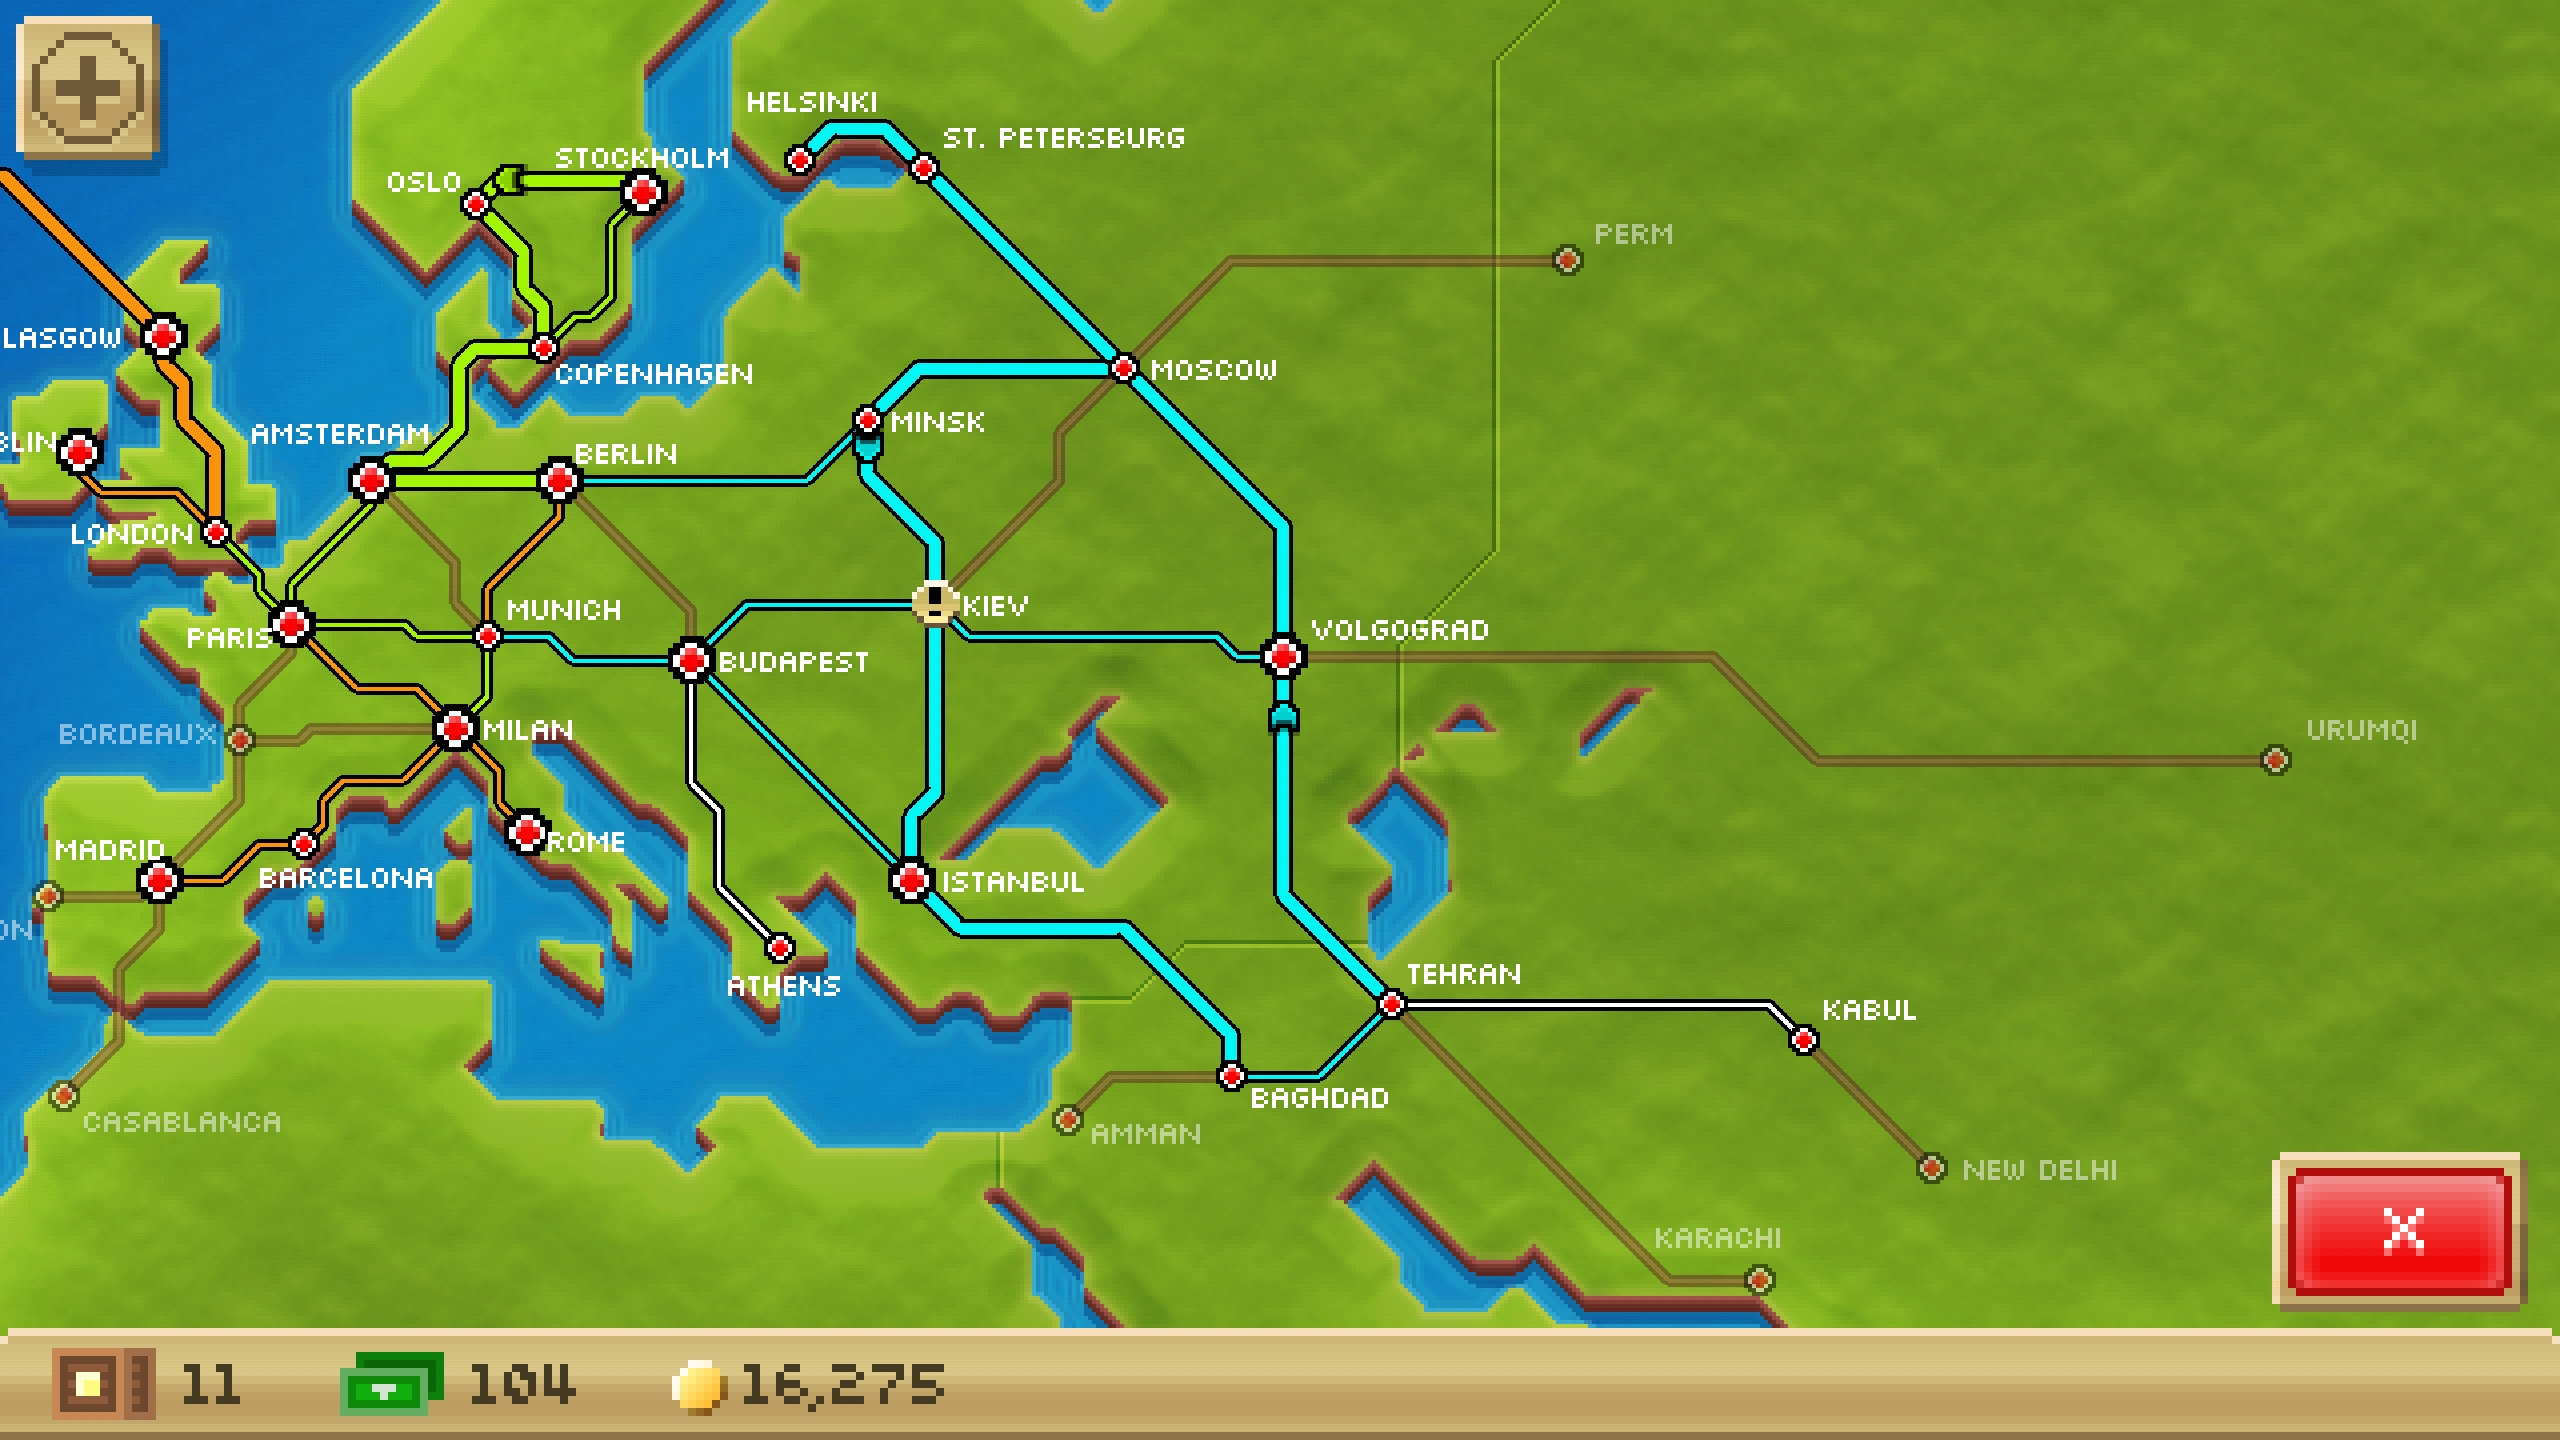 HELSINKI
ST. PETERSBURG
STOCKHOLM
OSLO
PERM
LASGOW
COPENHAGEN
MOSCOW
MINSK
AMSTERDAM
BLIN
BERLIN
LONDON
MUNICH
KIEV
VOLGOGRAD
PARIS
BUDAPEST
BORDEAUX
MILAN
URUMQI
MADRID
ROME
BARCELONA
ISTANBUL
ON
ATHENS
TEHRAN
KABUL
BAGHDAD
CASABLANCA
AMMAN
NEW DELHI
KARACHI
X
11 104 16,275